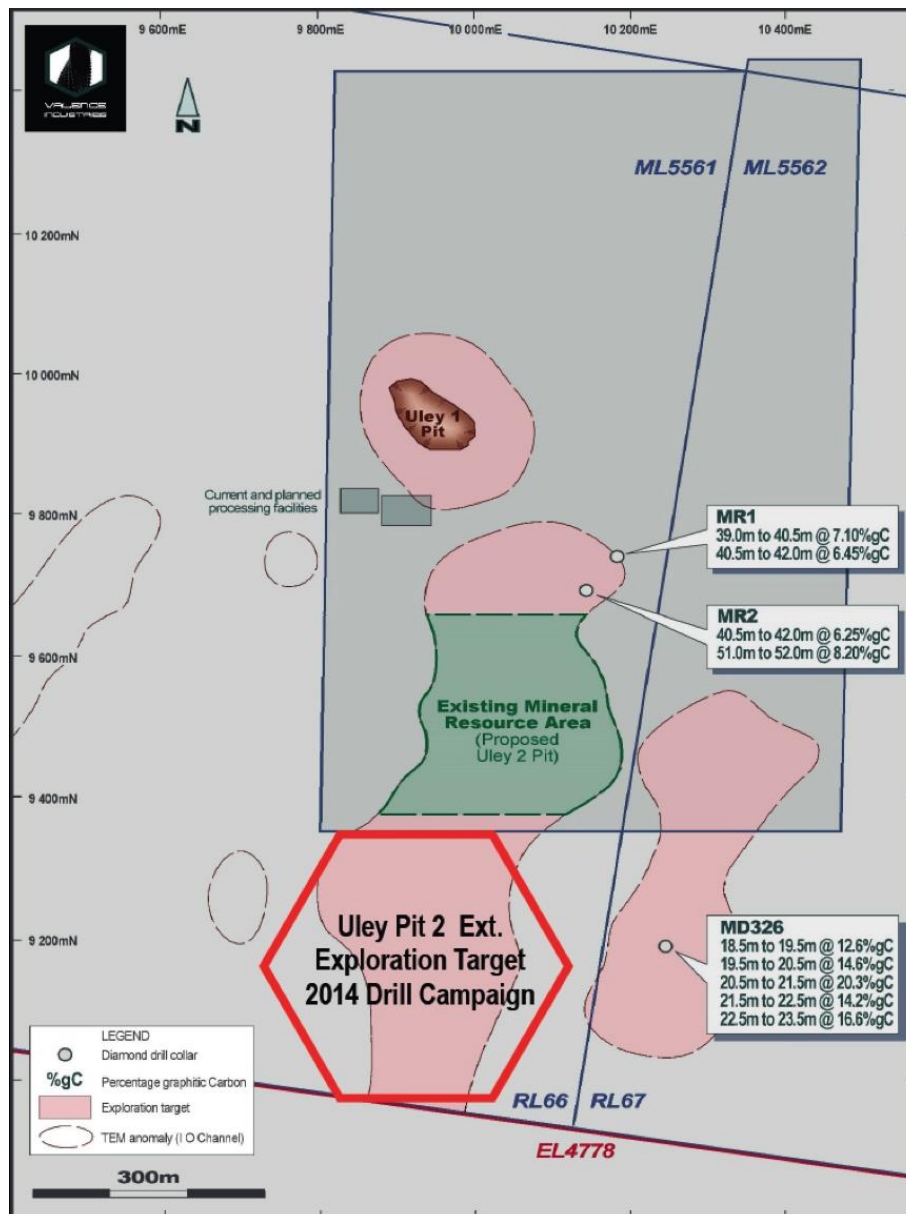 9 600mE
9 800mE
10 000mE
10 200mE
10 400mE
VALENCE
INDUSTRIES
N
ML5561
ML5562
10 200mN
10 000mN
Uley 1
Pit
Current and planned
processing facilities
9 800mN
MR1
39.0m to 40.5m @ 7.10%gC
40.5m to 42.0m @ 6.45%gC
MR2
40.5m to 42.0m @ 6.25%gC
51.0m to 52.0m @ 8.20%gC
9 600mN
Existing Mineral
Resource Area
(Proposed
Uley 2 Pit)
9 400mN
Uley Pit 2 Ext.
Exploration Target
2014 Drill Campaign
9 200mN
MD326
18.5m to 19.5m @ 12.6%gC
19.5m to 20.5m @ 14.6%gC
20.5m to 21.5m @ 20.3%gC
21.5m to 22.5m @ 14.2%gC
22.5m to 23.5m @ 16.6%gC
LEGEND
Diamond drill collar
%gC Percentage graphitic Carbon
Exploration target
TEM anomaly (I O Channel)
RL66
RL67
EL4778
300m